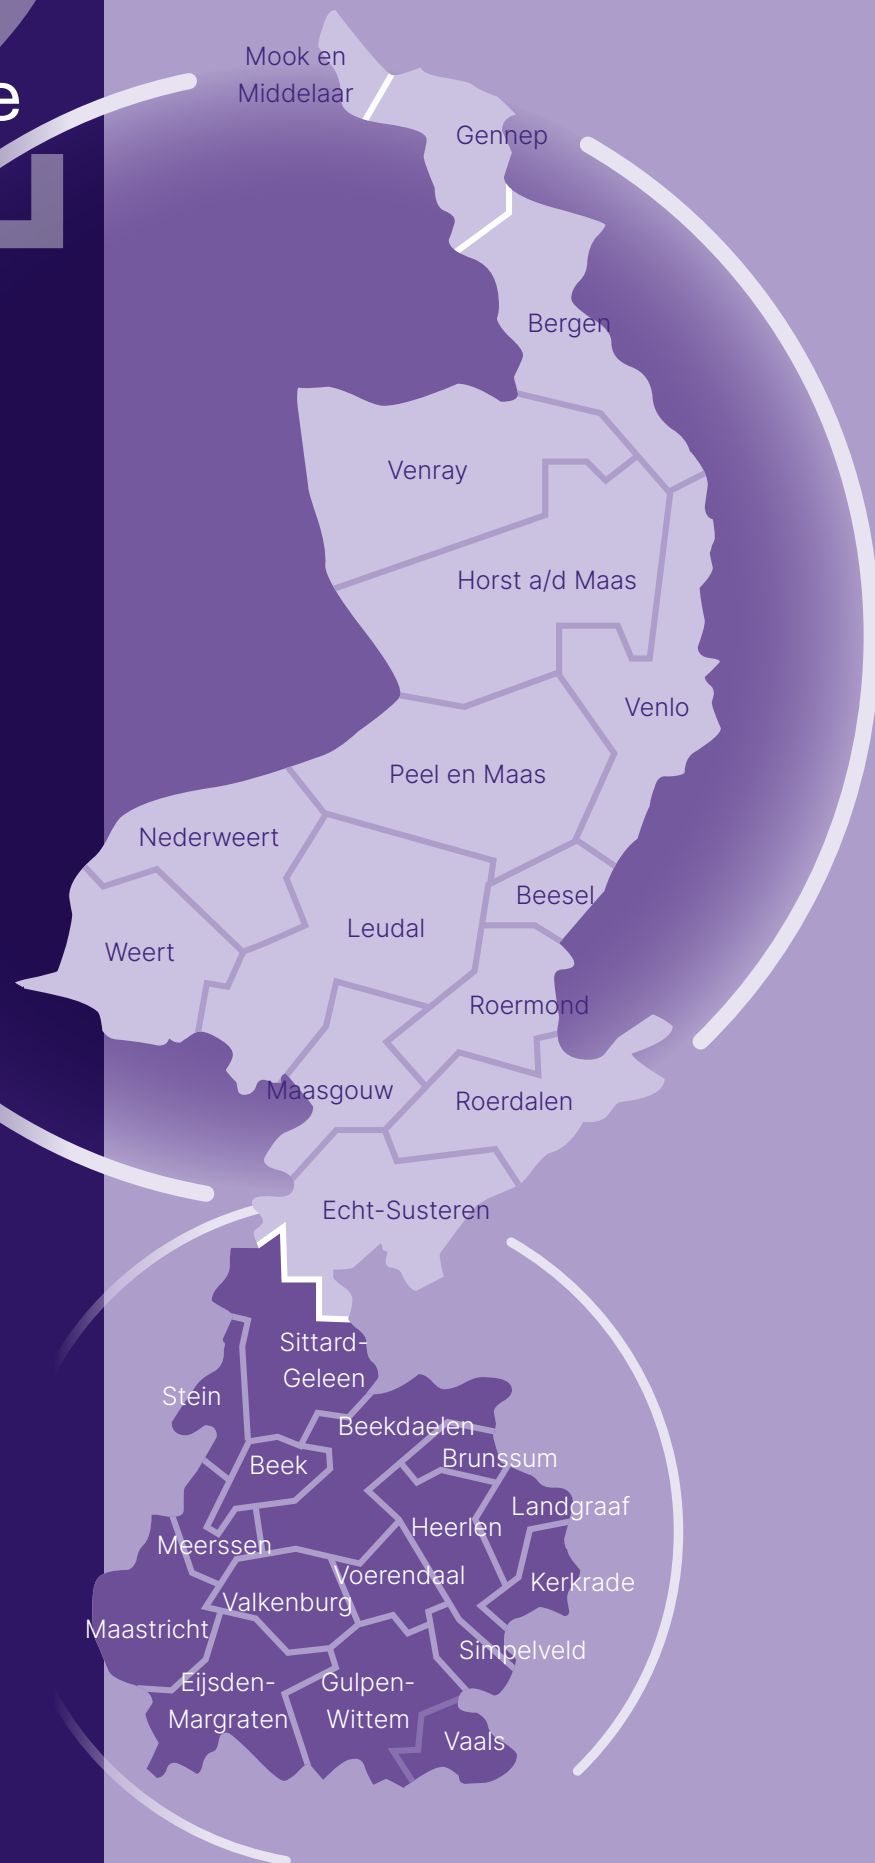 Mook en
Middelaar
e
Gennep
L
Bergen
Venray
Horst a/d Maas
Venlo
Peel en Maas
Nederweert
Beesel
Leudal
Weert
Roermond
Maasgouw
Roerdalen
Echt-Susteren
Sittard-
Geleen
Stein
Beekdaelen
Brunssum
Beek
Landgraaf
Heerlen
Meerssen
Voerendaal
Kerkrade
Valkenburg
Maastricht
Simpelveld
Eijsden-
Margraten
Gulpen-
Wittem
Vaals